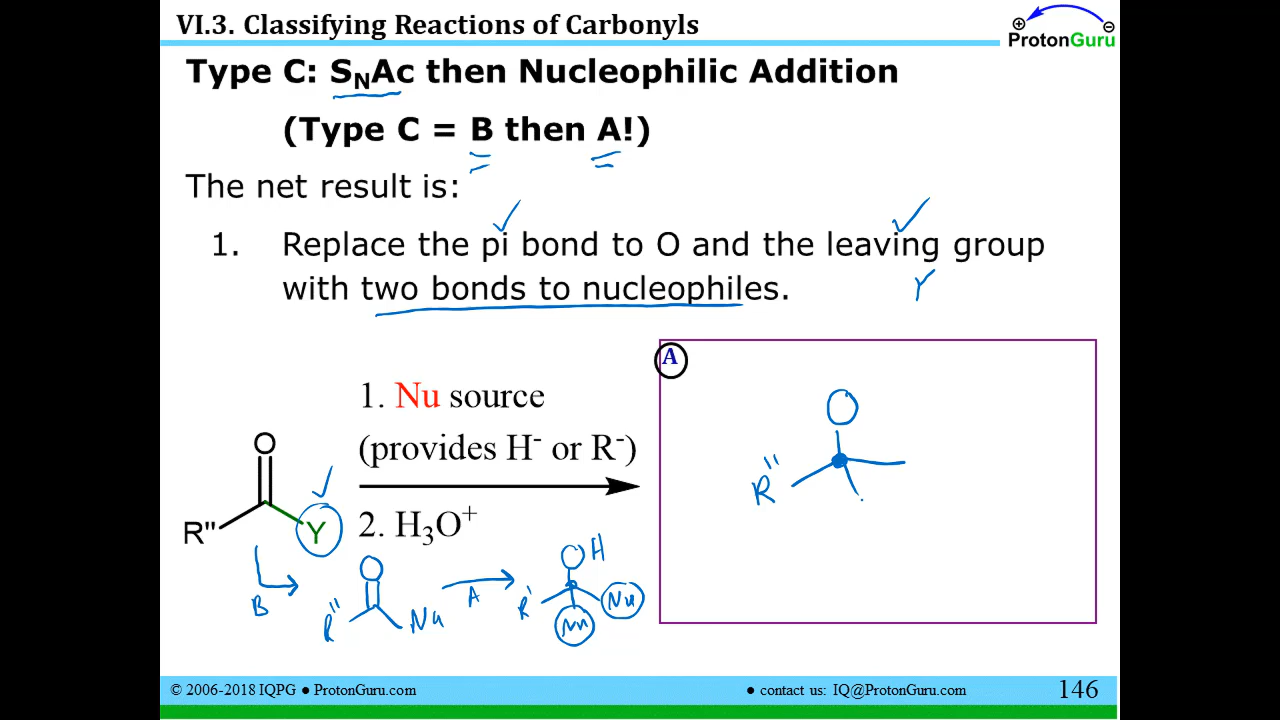 VI.3. Classifying Reactions of Carbonyls
ProtonGuru
Type C: SNAc then Nucleophilic Addition
(Type C = B then A!)
The net result is:
1. Replace the pi bond to O and the leaving group
with two bonds to nucleophiles.
Y
A
1. Nu source
(provides H- or R-)
2. H3O+
O
R"
Y
B
O
R"
Nu
A
OH
R'
Nu
Nu
O
R"
© 2006-2018 IQPG ● ProtonGuru.com
● contact us: IQ@ProtonGuru.com
146